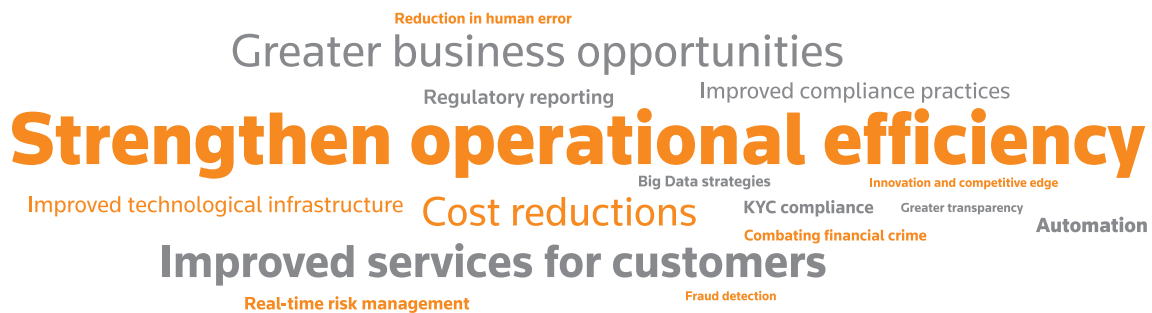 Reduction in human error
Greater business opportunities
Regulatory reporting
Improved compliance practices
Strengthen operational efficiency
Big Data strategies
Innovation and competitive edge
Improved technological infrastructure
Cost reductions
KYC compliance
Greater transparency
Automation
Combating financial crime
Improved services for customers
Real-time risk management
Fraud detection